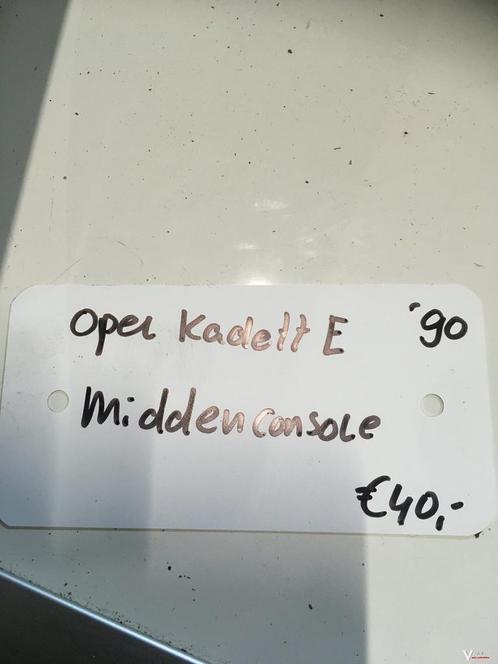 Opel Kadett E '90
Middenconsole
€40,-